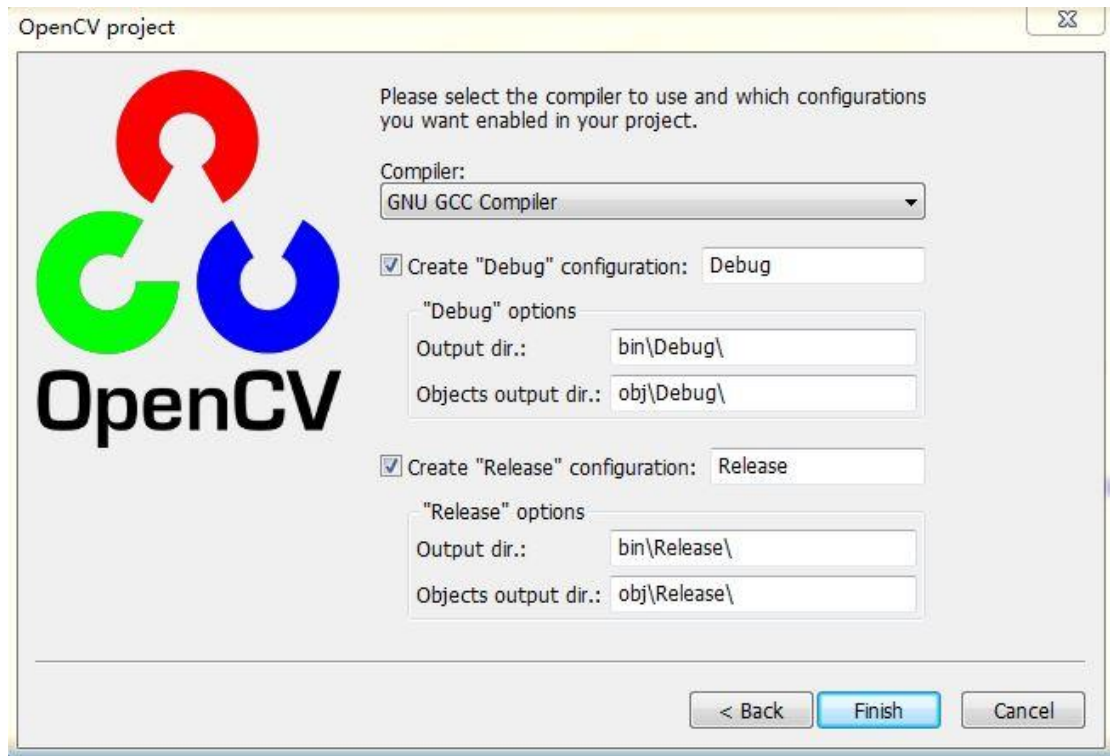 OpenCV project
Please select the compiler to use and which configurations
you want enabled in your project.
Compiler:
GNU GCC Compiler
Create "Debug" configuration: Debug
"Debug" options
Output dir.: bin\Debug\
Objects output dir.: obj\Debug\
OpenCV
Create "Release" configuration: Release
"Release" options
Output dir.: bin\Release\
Objects output dir.: obj\Release\
< Back Finish Cancel